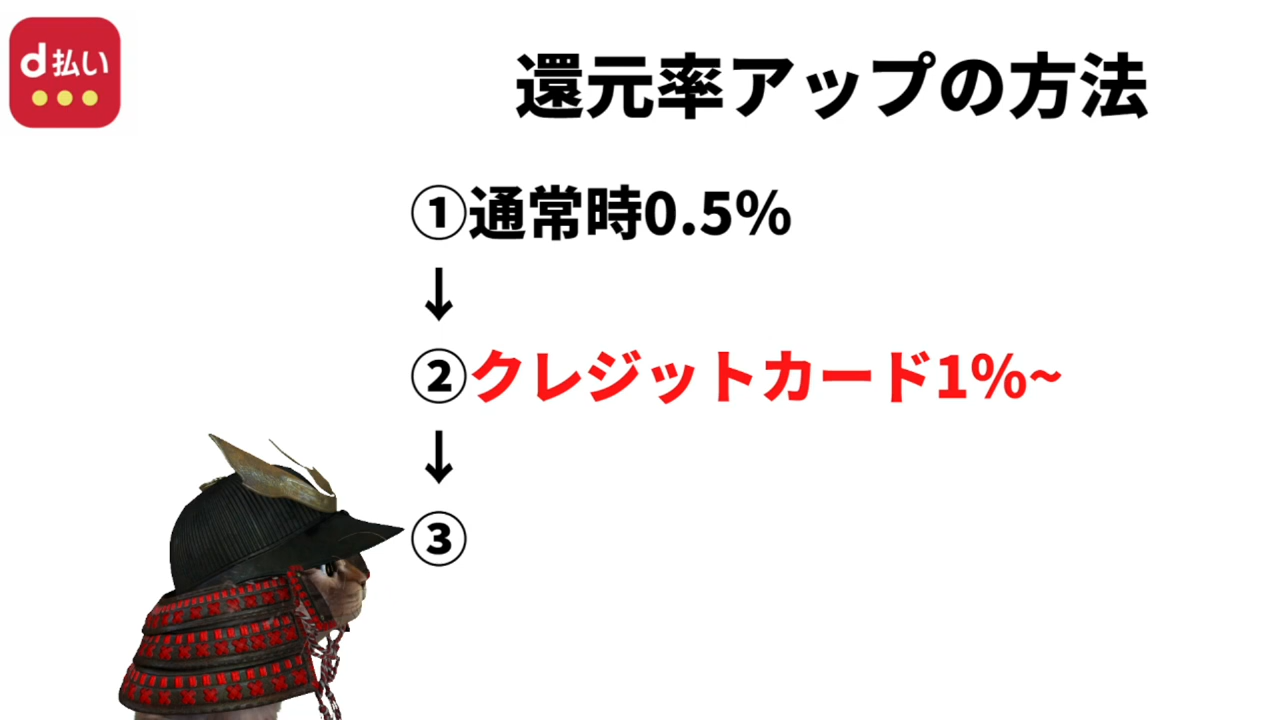 d払い
還元率アップの方法
①通常時0.5%
↓
②クレジットカード1%~
↓
③